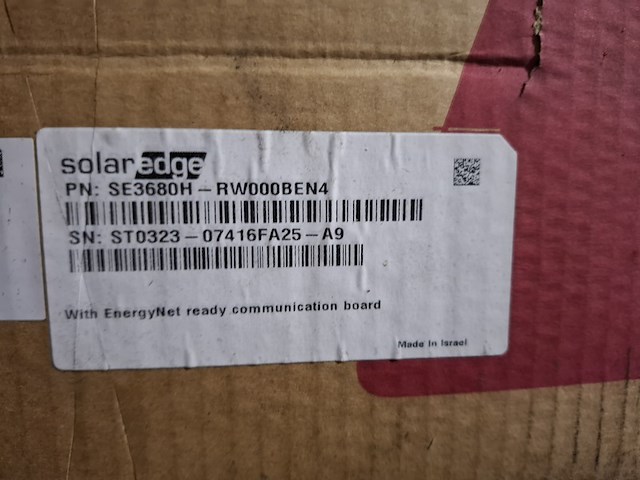 solaredge
PN: SE3680H-RW000BEN4
SN: ST0323-07416FA25-A9
With EnergyNet ready communication board
Made in Israel